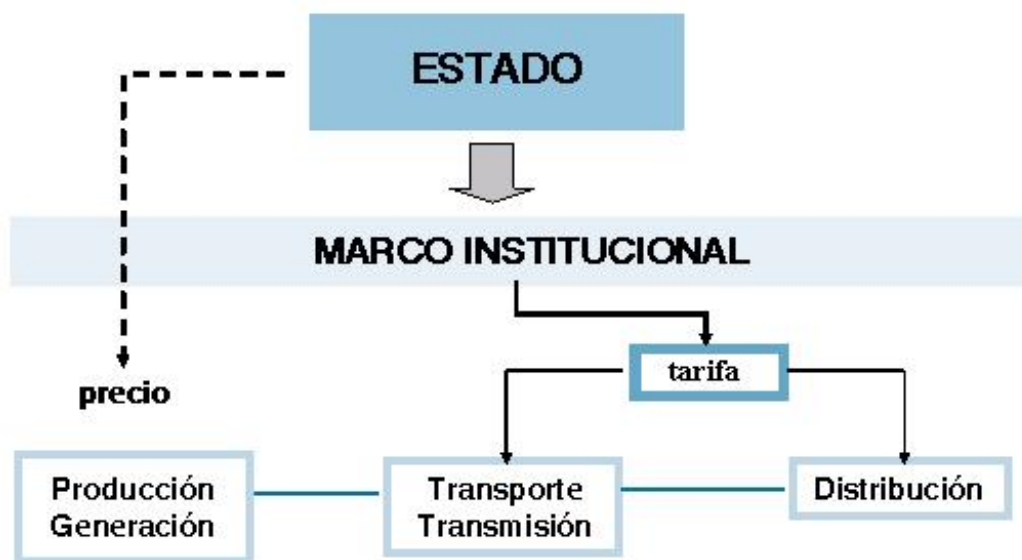 ESTADO
MARCO INSTITUCIONAL
tarifa
precio
Producción
Generación
Transporte
Transmisión
Distribución